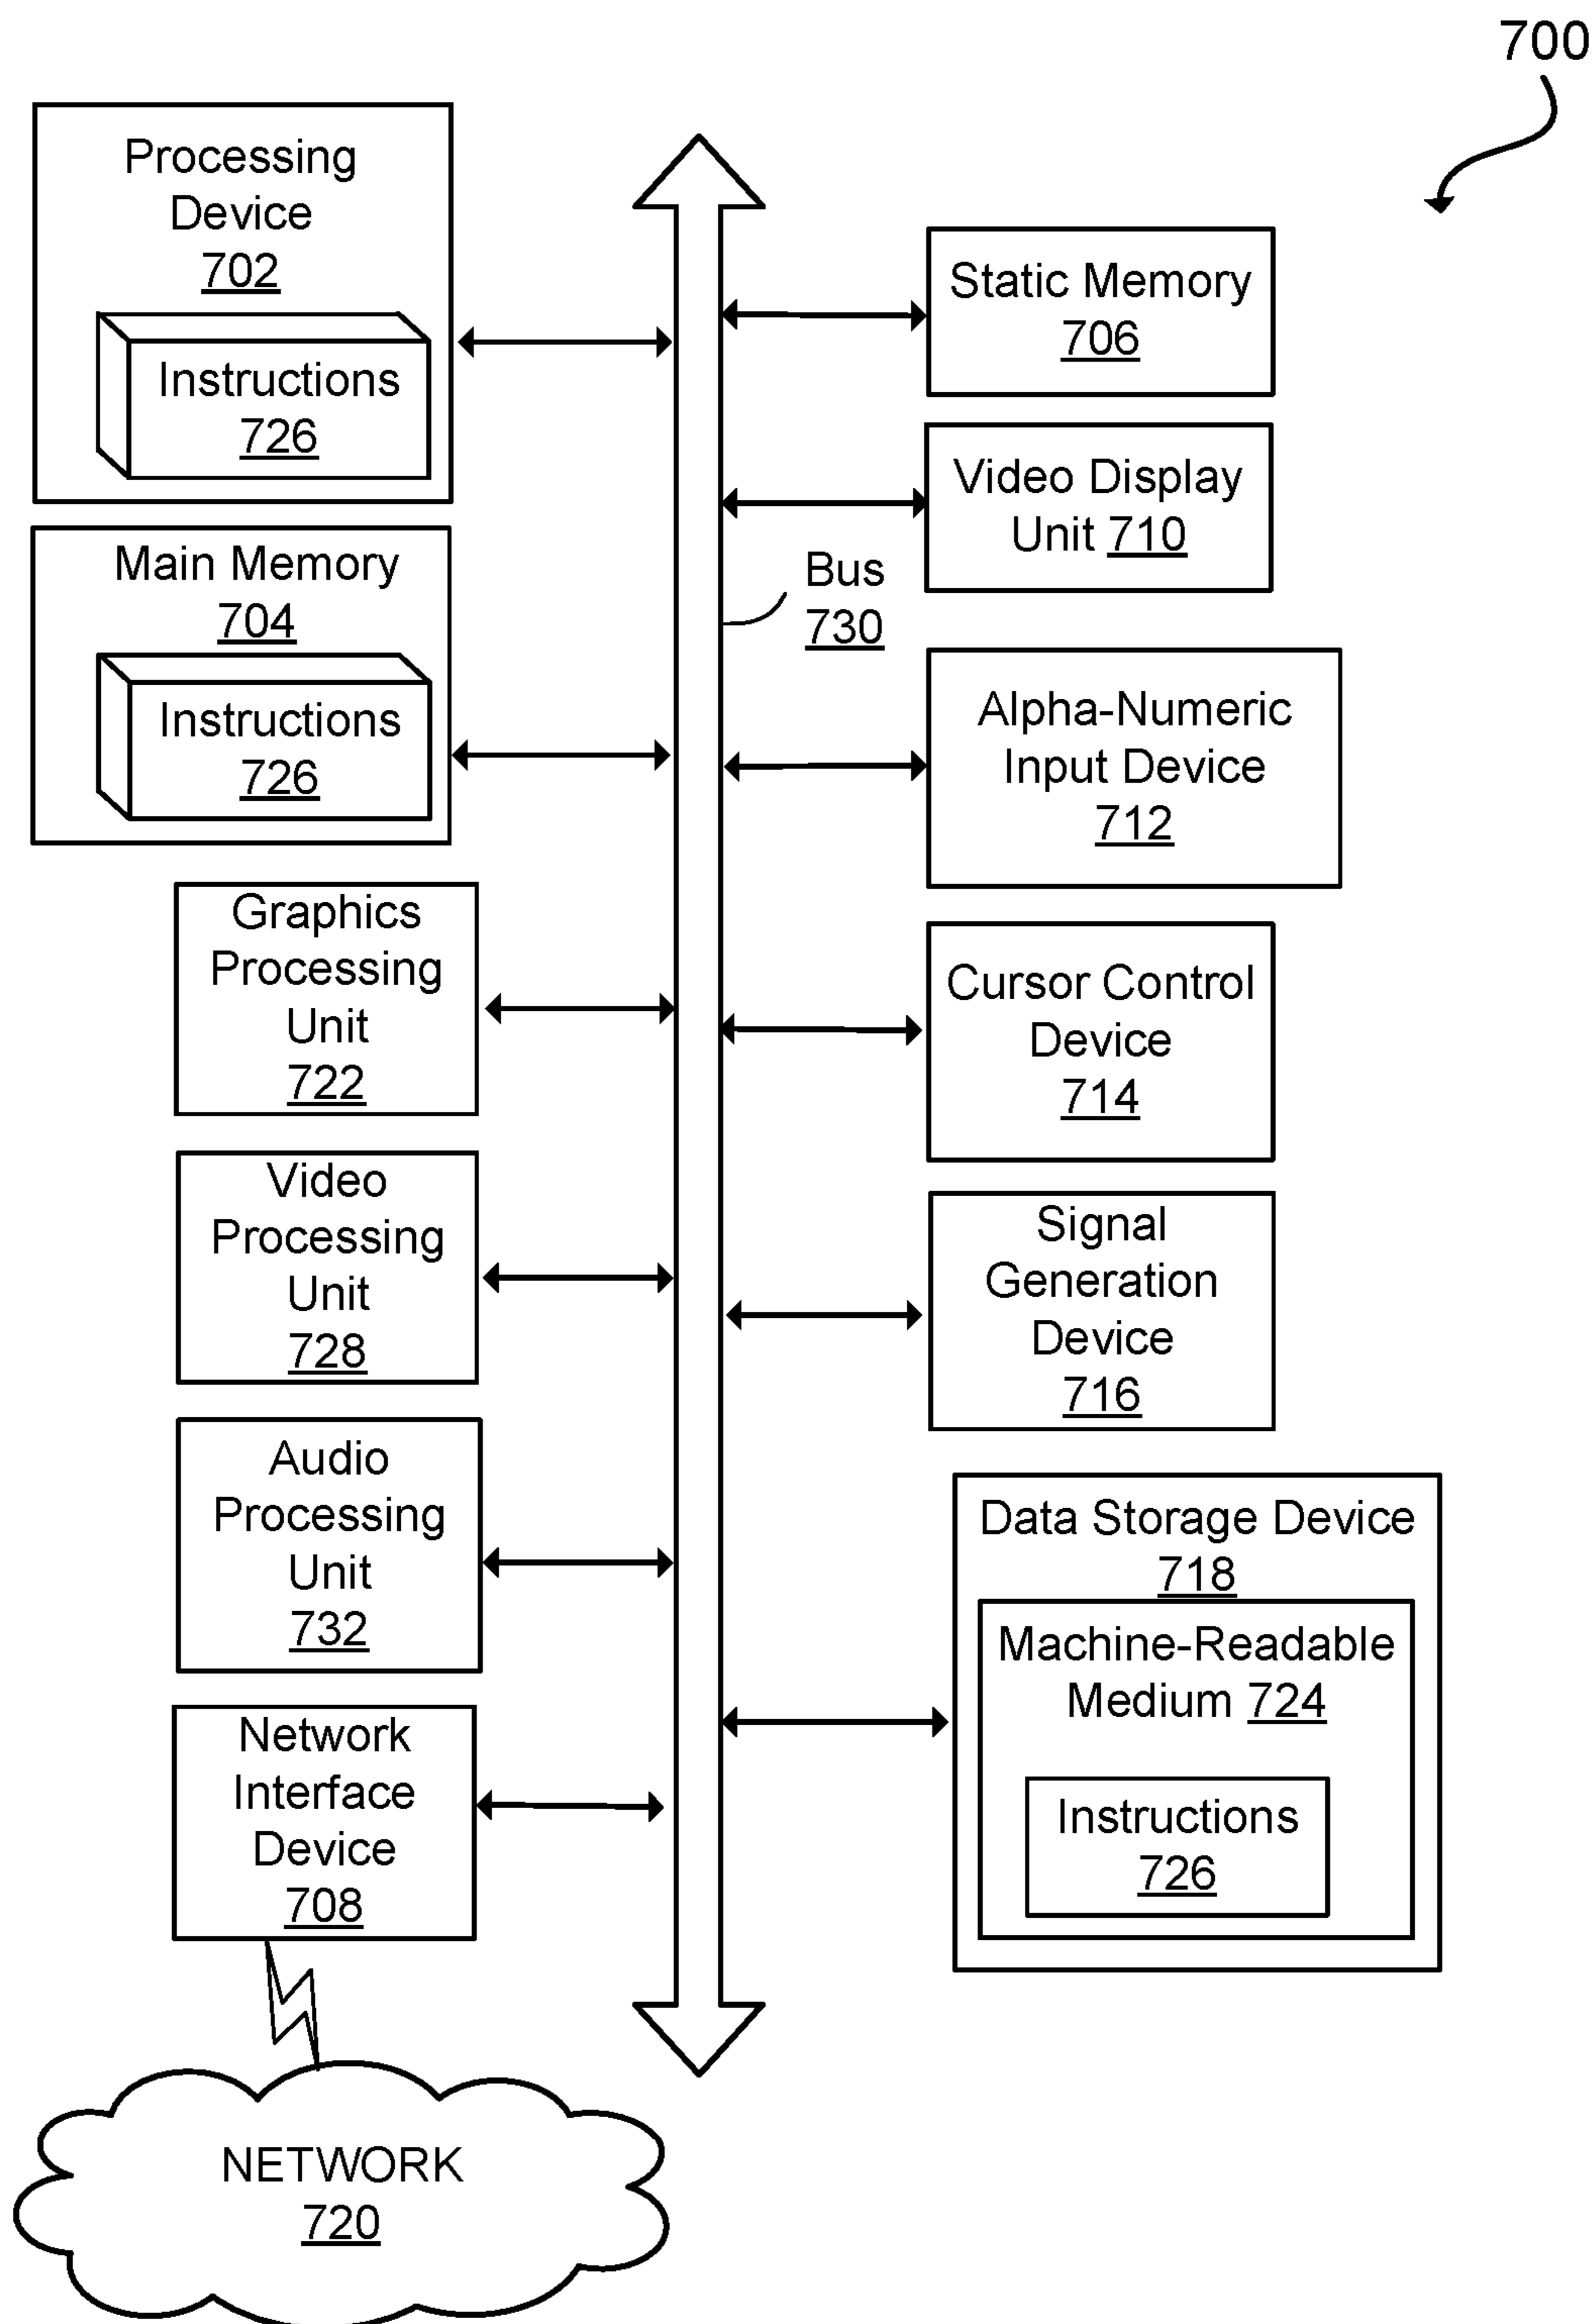 700
Processing
Device
702
Instructions
726
Main Memory
704
Instructions
726
Graphics
Processing
Unit
722
Video
Processing
Unit
728
Audio
Processing
Unit
732
Network
Interface
Device
708
NETWORK
720
Bus
730
Static Memory
706
Video Display
Unit 710
Alpha-Numeric
Input Device
712
Cursor Control
Device
714
Signal
Generation
Device
716
Data Storage Device
718
Machine-Readable
Medium 724
Instructions
726